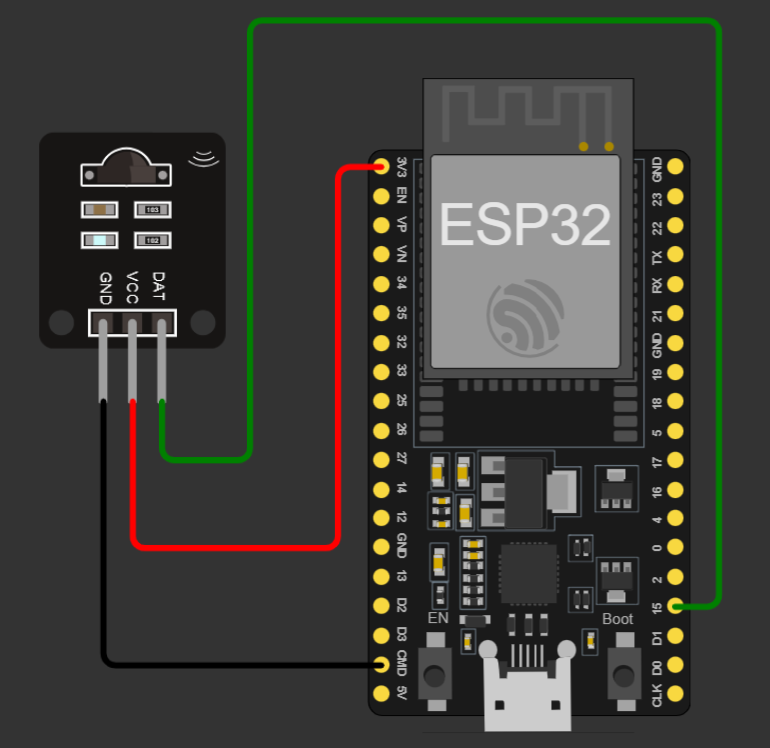 103
102
GND
VCC
DAT
ESP32
3V3
EN
VP
VN
34
35
32
33
25
26
27
14
12
GND
13
D2
D3
CMD
5V
GND
23
22
TX
RX
21
GND
19
18
5
17
16
4
0
2
15
D1
D0
CLK
EN
Boot